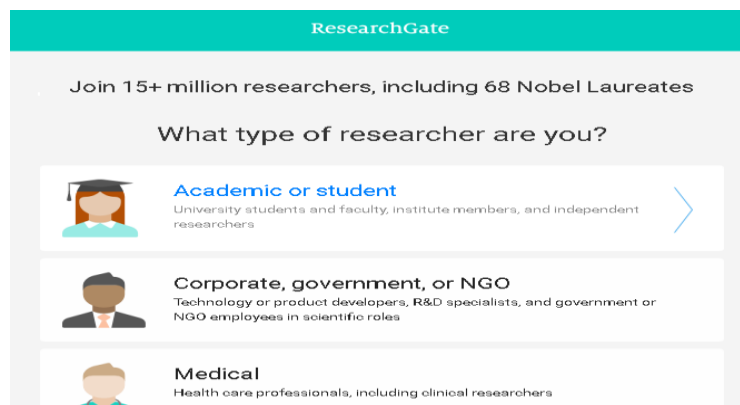 ResearchGate
Join 15+ million researchers, including 68 Nobel Laureates
What type of researcher are you?
Academic or student
University students and faculty, institute members, and independent
researchers
Corporate, government, or NGO
Technology or product developers, R&D specialists, and government or
NGO employees in scientific roles
Medical
Health care professionals, including clinical researchers